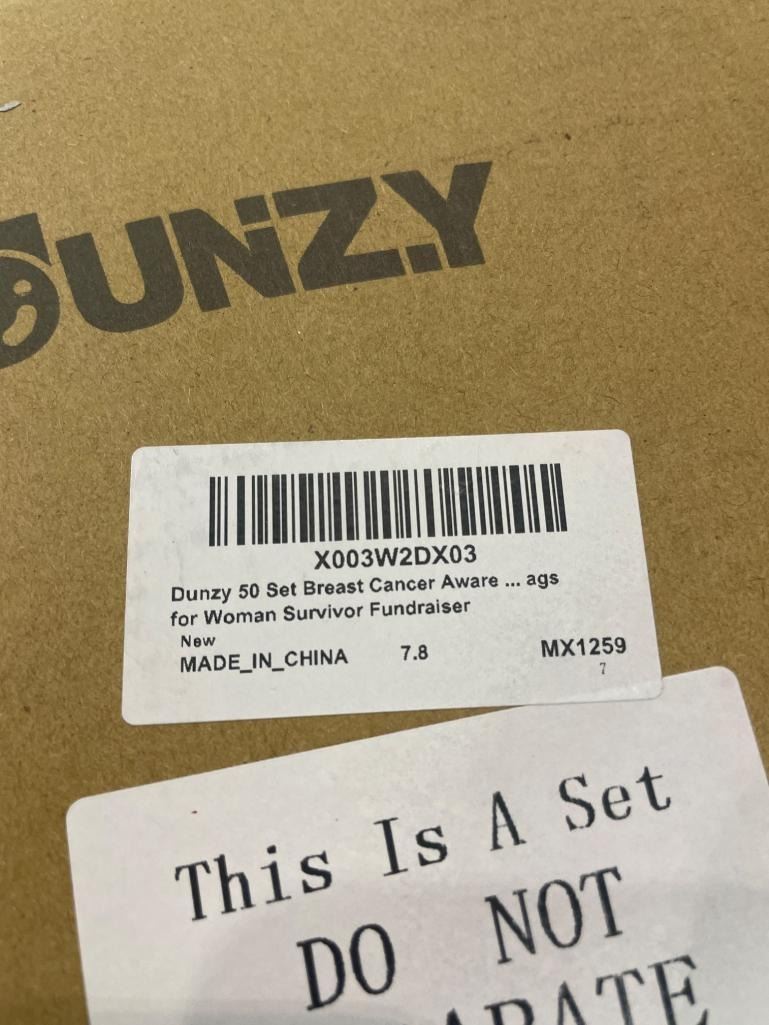 DUNZY
X003W2DX03
Dunzy 50 Set Breast Cancer Aware ... ags
for Woman Survivor Fundraiser
New
MADE_IN_CHINA 7.8 MX1259
7
This Is A Set
DO NOT